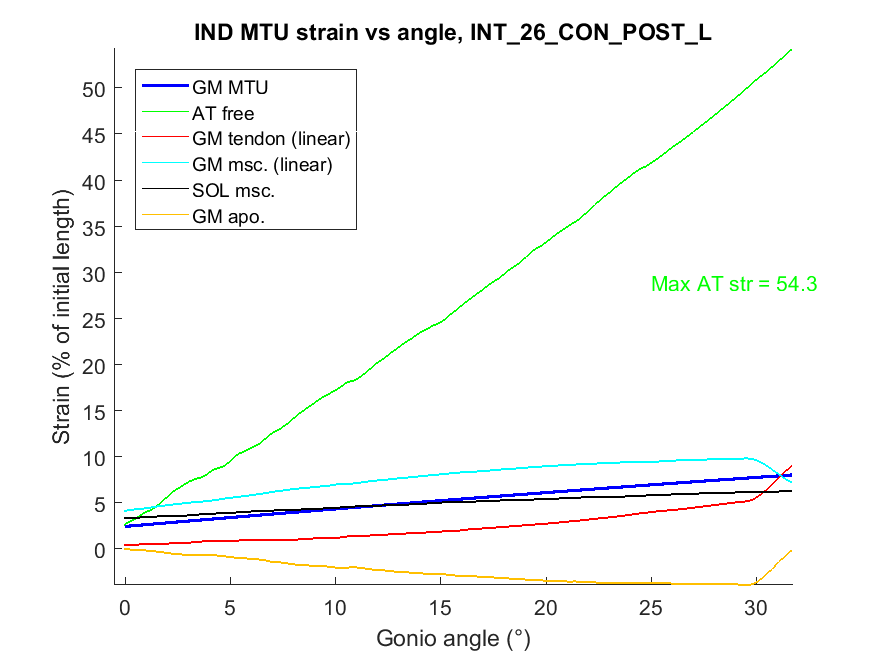 IND MTU strain vs angle, INT_26_CON_POST_L
50
45
40
35
30
25
20
15
10
5
0
Strain (% of initial length)
GM MTU
AT free
GM tendon (linear)
GM msc. (linear)
SOL msc.
GM apo.
Max AT str = 54.3
0 5 10 15 20 25 30
Gonio angle (°)